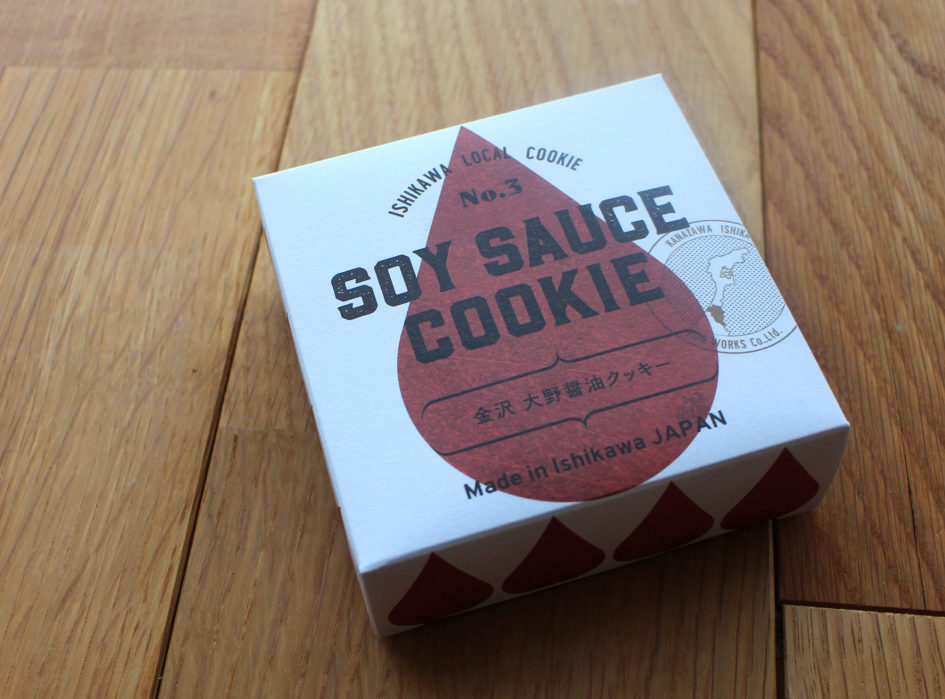 ISHIKAWA LOCAL COOKIE
No.3
SOY SAUCE
COOKIE
金沢 大野醤油クッキー
Made in Ishikawa JAPAN
KANAZAWA
WORKS Co.,Ltd.